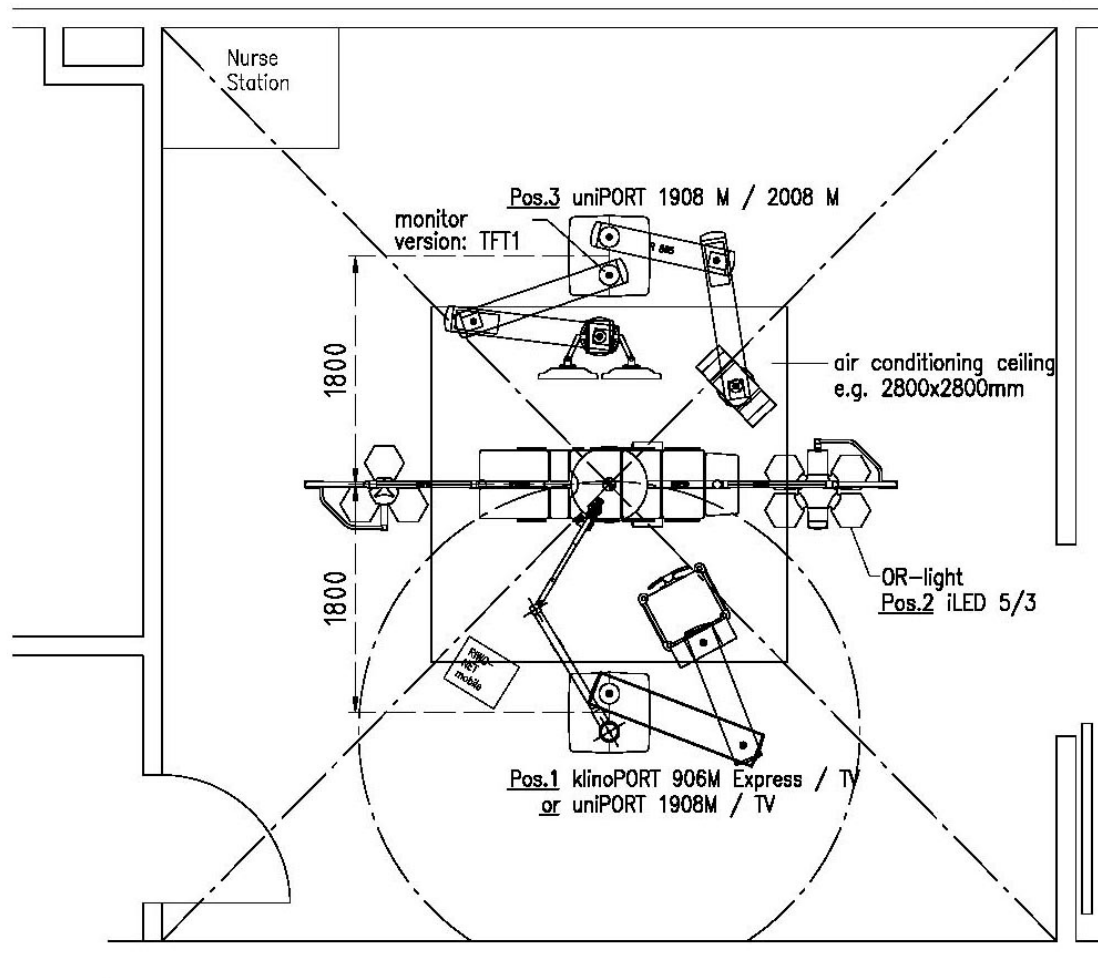 Nurse
Station
Pos.3 uniPORT 1908 M / 2008 M
monitor
version: TFT1
1800
air conditioning ceiling
e.g. 2800x2800mm
1800
OR-light
Pos.2 iLED 5/3
NET
mobile
Pos.1 klinoPORT 906M Express / TV
or uniPORT 1908M / TV